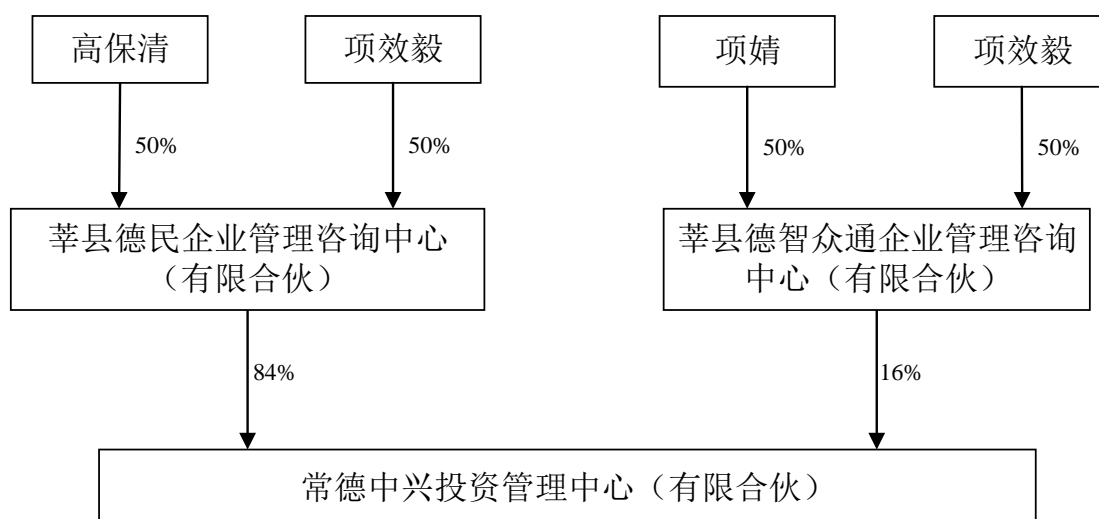 高保清
项效毅
项婧
项效毅
50%
50%
50%
50%
莘县德民企业管理咨询中心
（有限合伙）
莘县德智众通企业管理咨询
中心（有限合伙）
84%
16%
常德中兴投资管理中心（有限合伙）